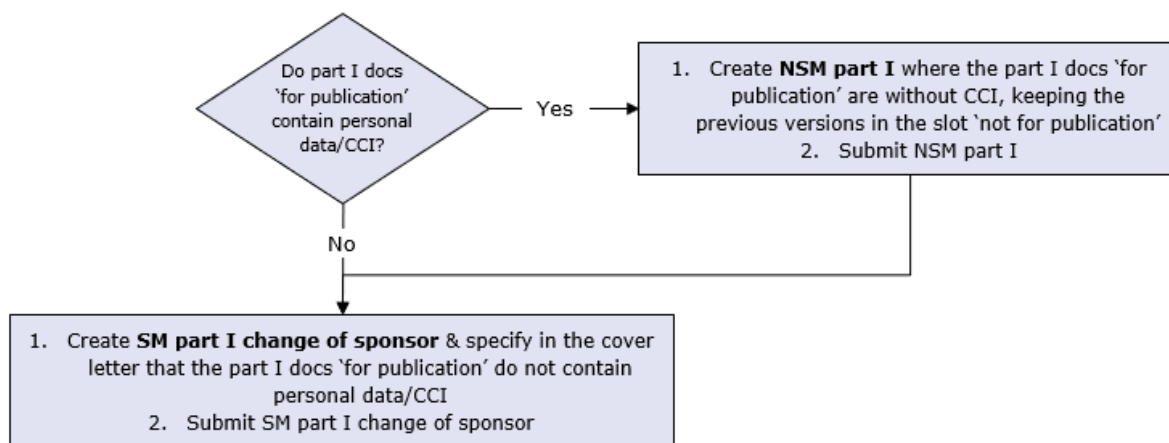 Do part I docs
‘for publication’
contain personal
data/CCI?
Yes
1. Create NSM part I where the part I docs ‘for
publication’ are without CCI, keeping the
previous versions in the slot ‘not for publication’
2. Submit NSM part I
No
1. Create SM part I change of sponsor & specify in the cover
letter that the part I docs ‘for publication’ do not contain
personal data/CCI
2. Submit SM part I change of sponsor